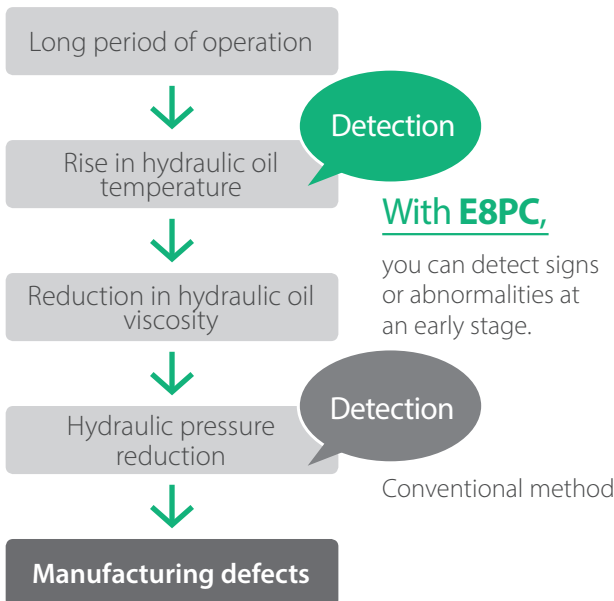 Long period of operation
Detection
Rise in hydraulic oil
temperature
With E8PC,
you can detect signs
or abnormalities at
an early stage.
Reduction in hydraulic oil
viscosity
Detection
Hydraulic pressure
reduction
Conventional method
Manufacturing defects